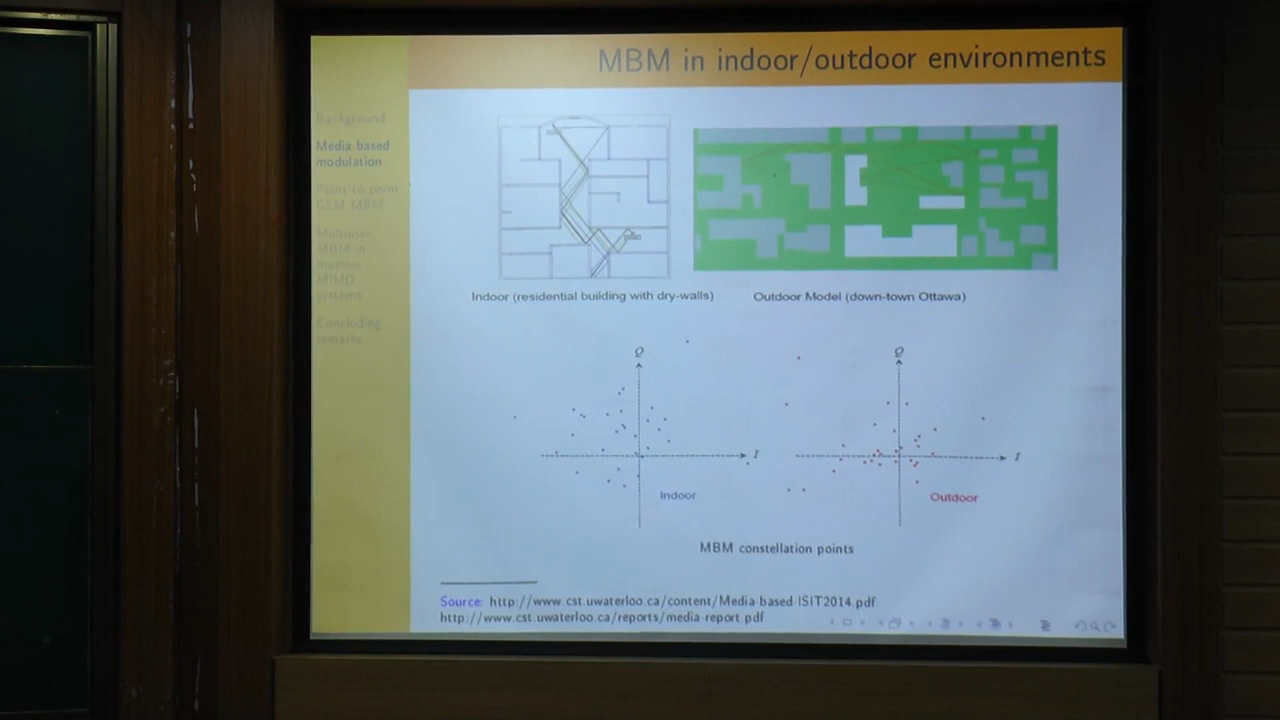 MBM in indoor/outdoor environments
Background
Media-based
modulation
Point-to-point
GSM-MBM
Multiuser
MBM in
massive
MIMO
systems
Concluding
remarks
Indoor (residential building with dry-walls)
Outdoor Model (down-town Ottawa)
Q
I
Indoor
Q
I
Outdoor
MBM constellation points
Source: http://www.cst.uwaterloo.ca/content/Media-based-ISIT2014.pdf
http://www.cst.uwaterloo.ca/reports/media-report.pdf